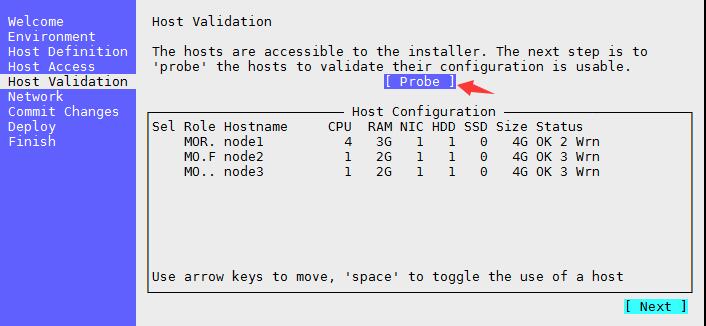 Welcome
Environment
Host Definition
Host Access
Host Validation
Network
Commit Changes
Deploy
Finish
Host Validation
The hosts are accessible to the installer. The next step is to
'probe' the hosts to validate their configuration is usable.
[ Probe ]
Host Configuration
Sel Role Hostname CPU RAM NIC HDD SSD Size Status
MOR. node1 4 3G 1 1 0 4G OK 2 Wrn
MO.F node2 1 2G 1 1 0 4G OK 3 Wrn
MO.. node3 1 2G 1 1 0 4G OK 3 Wrn
Use arrow keys to move, 'space' to toggle the use of a host
[ Next ]